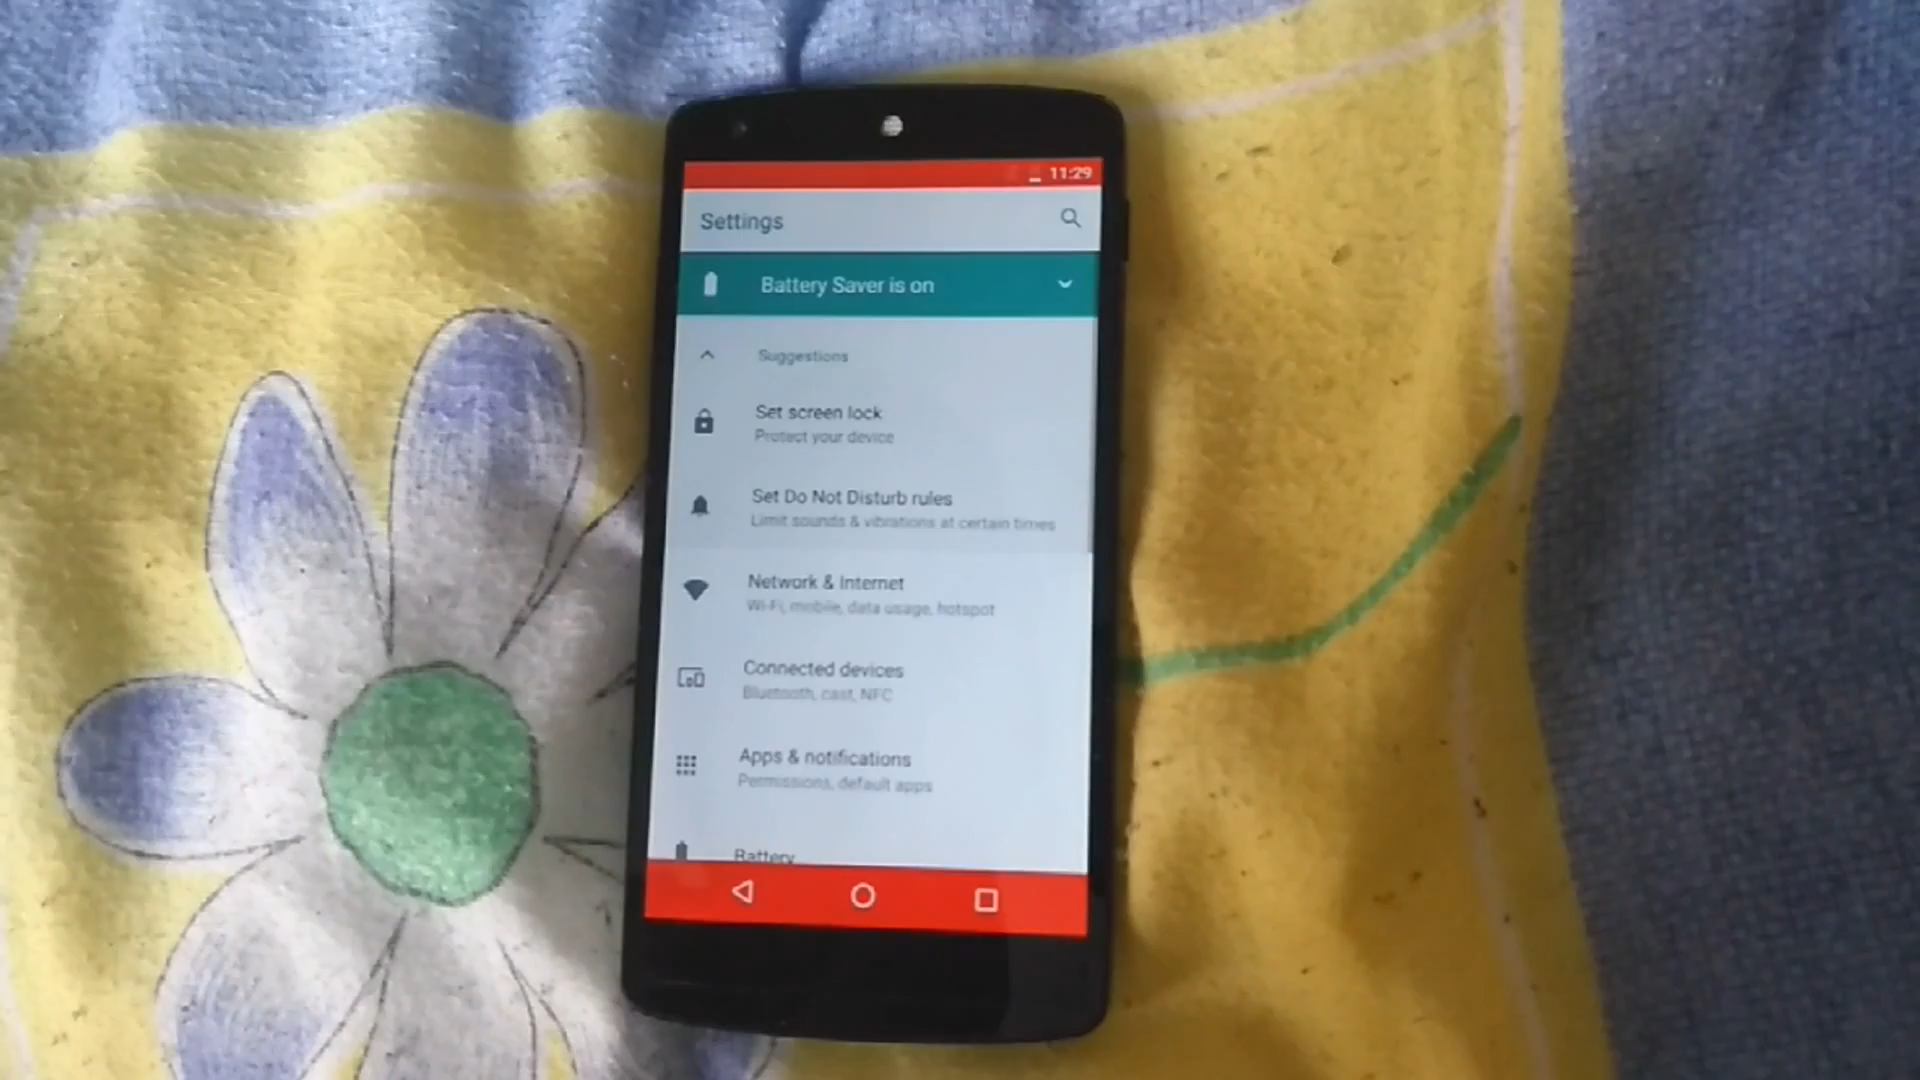 11:29
Settings
Battery Saver is on
Suggestions
Set screen lock
Protect your device
Set Do Not Disturb rules
Limit sounds & vibrations at certain times
Network & Internet
Wi-Fi, mobile, data usage, hotspot
Connected devices
Bluetooth, cast, NFC
Apps & notifications
Permissions, default apps
Battery